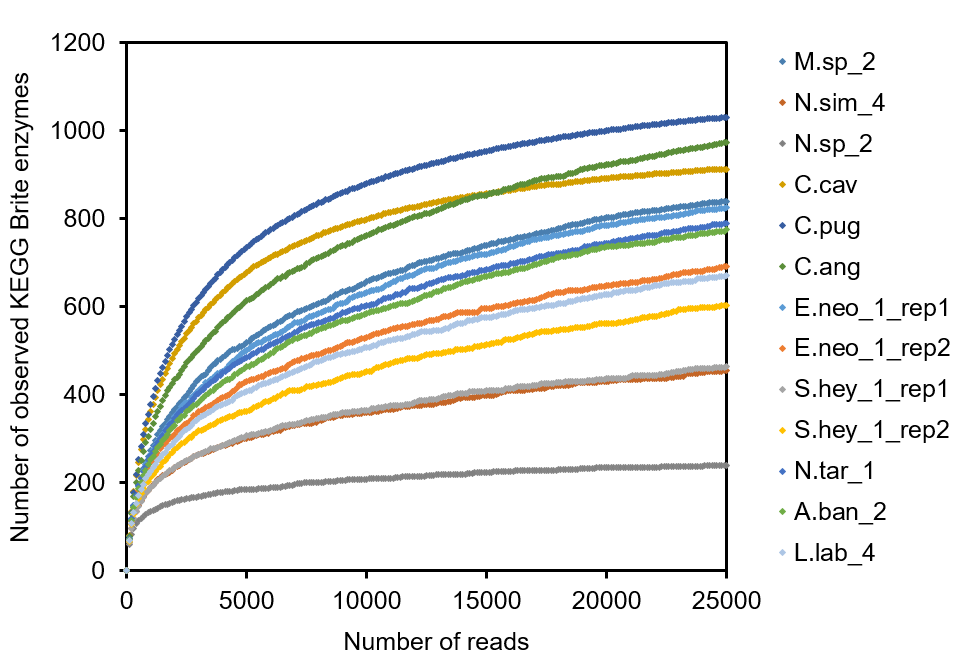 Number of observed KEGG Brite enzymes
1200
1000
800
600
400
200
0
0 5000 10000 15000 20000 25000
Number of reads
M.sp_2
N.sim_4
N.sp_2
C.cav
C.pug
C.ang
E.neo_1_rep1
E.neo_1_rep2
S.hey_1_rep1
S.hey_1_rep2
N.tar_1
A.ban_2
L.lab_4